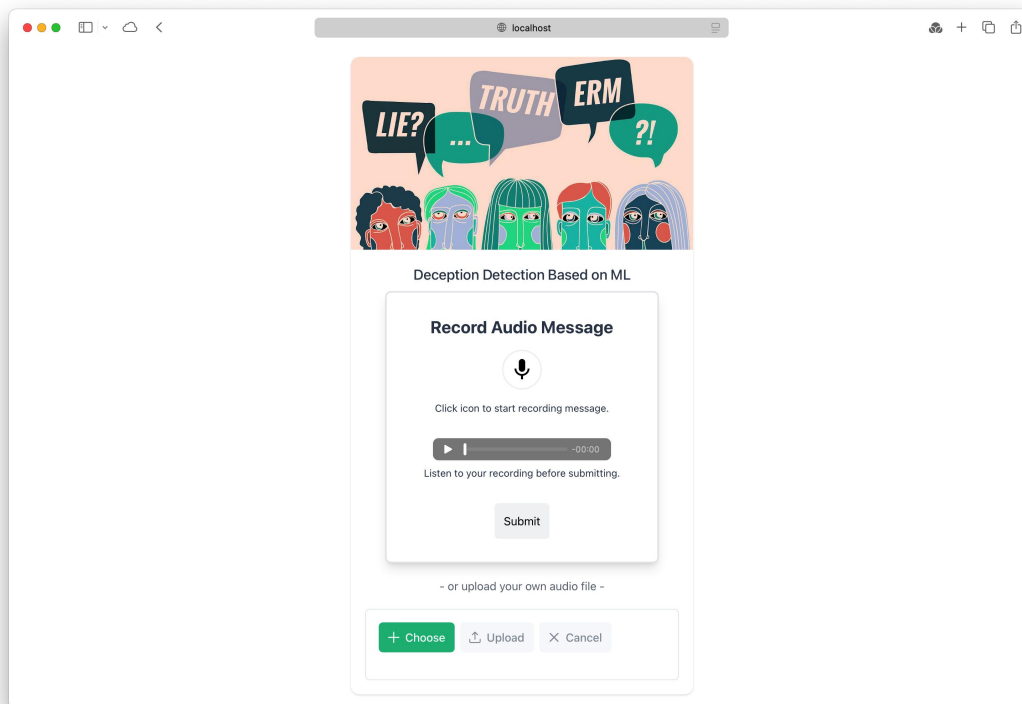 localhost
LIE?
...
TRUTH
ERM
?!
Deception Detection Based on ML
Record Audio Message
Click icon to start recording message.
-00:00
Listen to your recording before submitting.
Submit
- or upload your own audio file -
Choose Upload Cancel